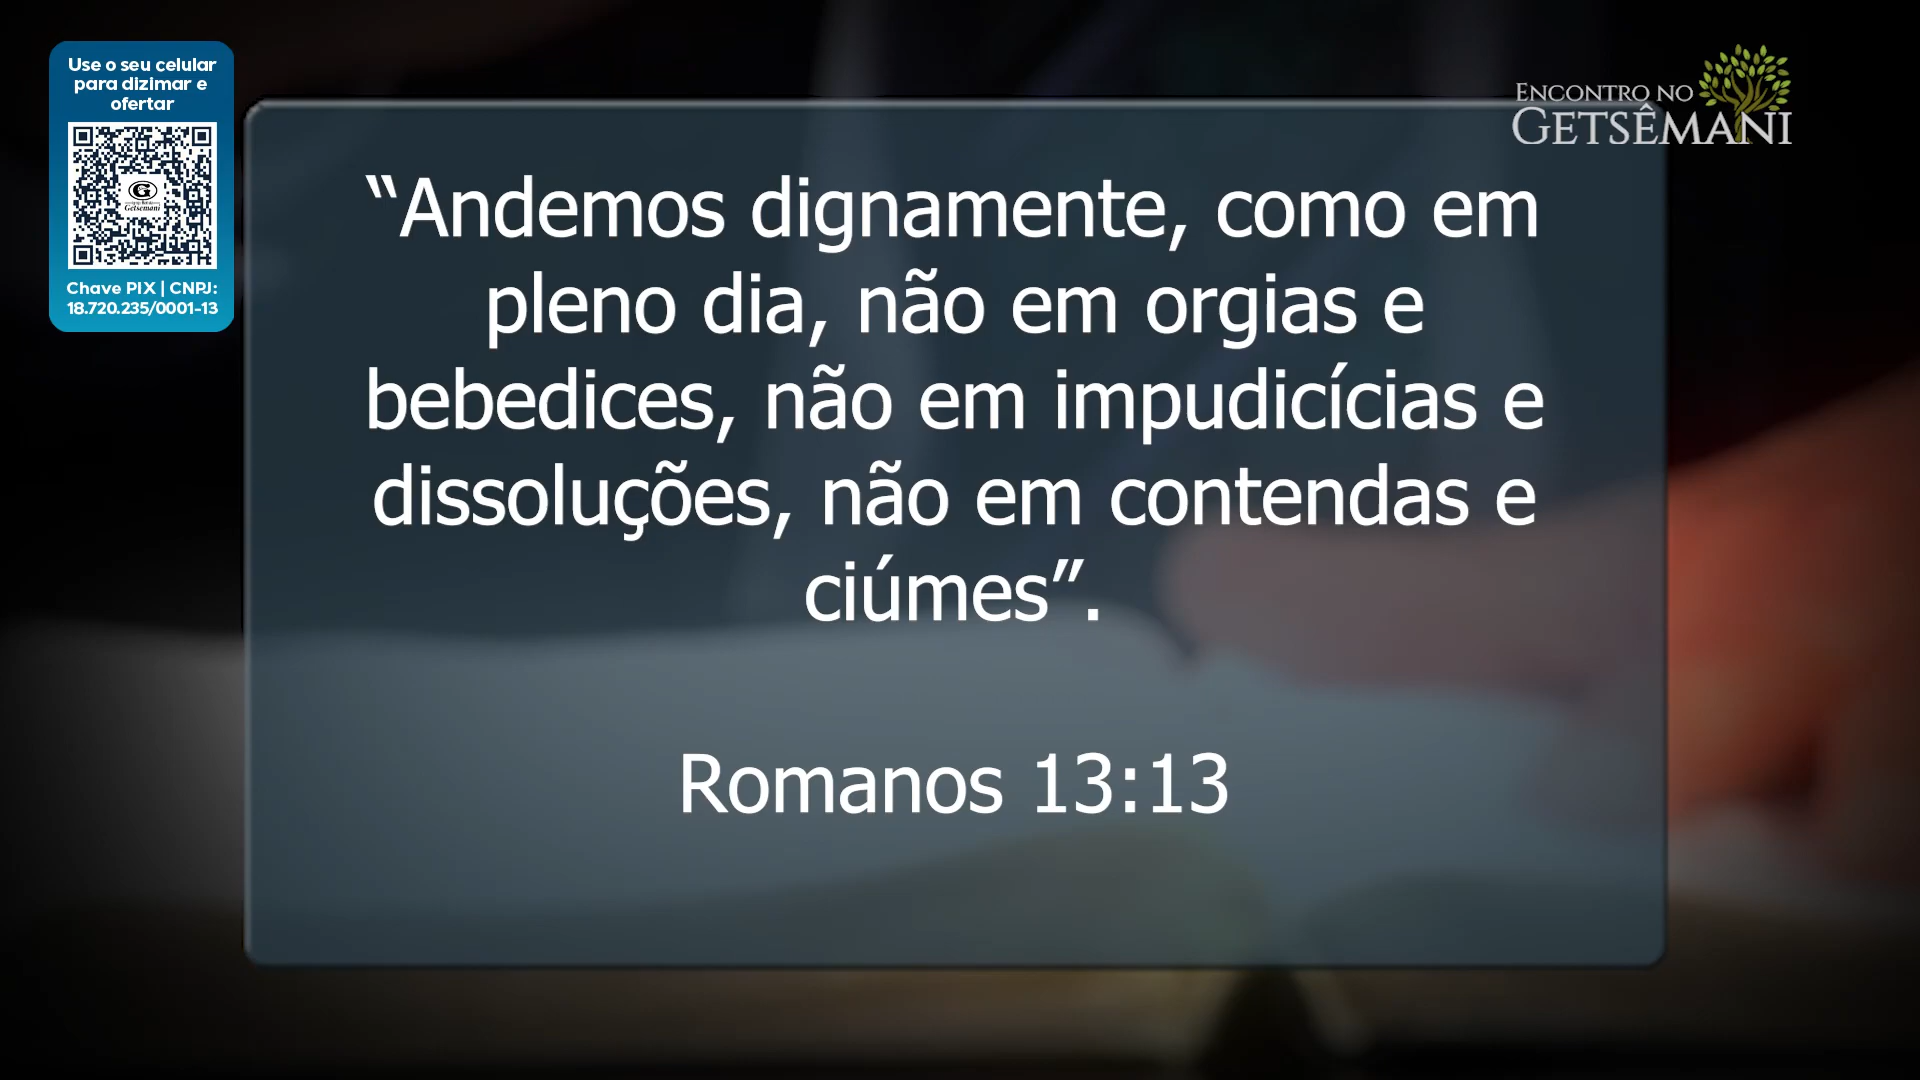 Use o seu celular
para dizimar e
ofertar
G
Getsêmani
Chave PIX | CNPJ:
18.720.235/0001-13
ENCONTRO NO
GETSÊMANI
“Andemos dignamente, como em
pleno dia, não em orgias e
bebedices, não em impudicícias e
dissoluções, não em contendas e
ciúmes”.
Romanos 13:13